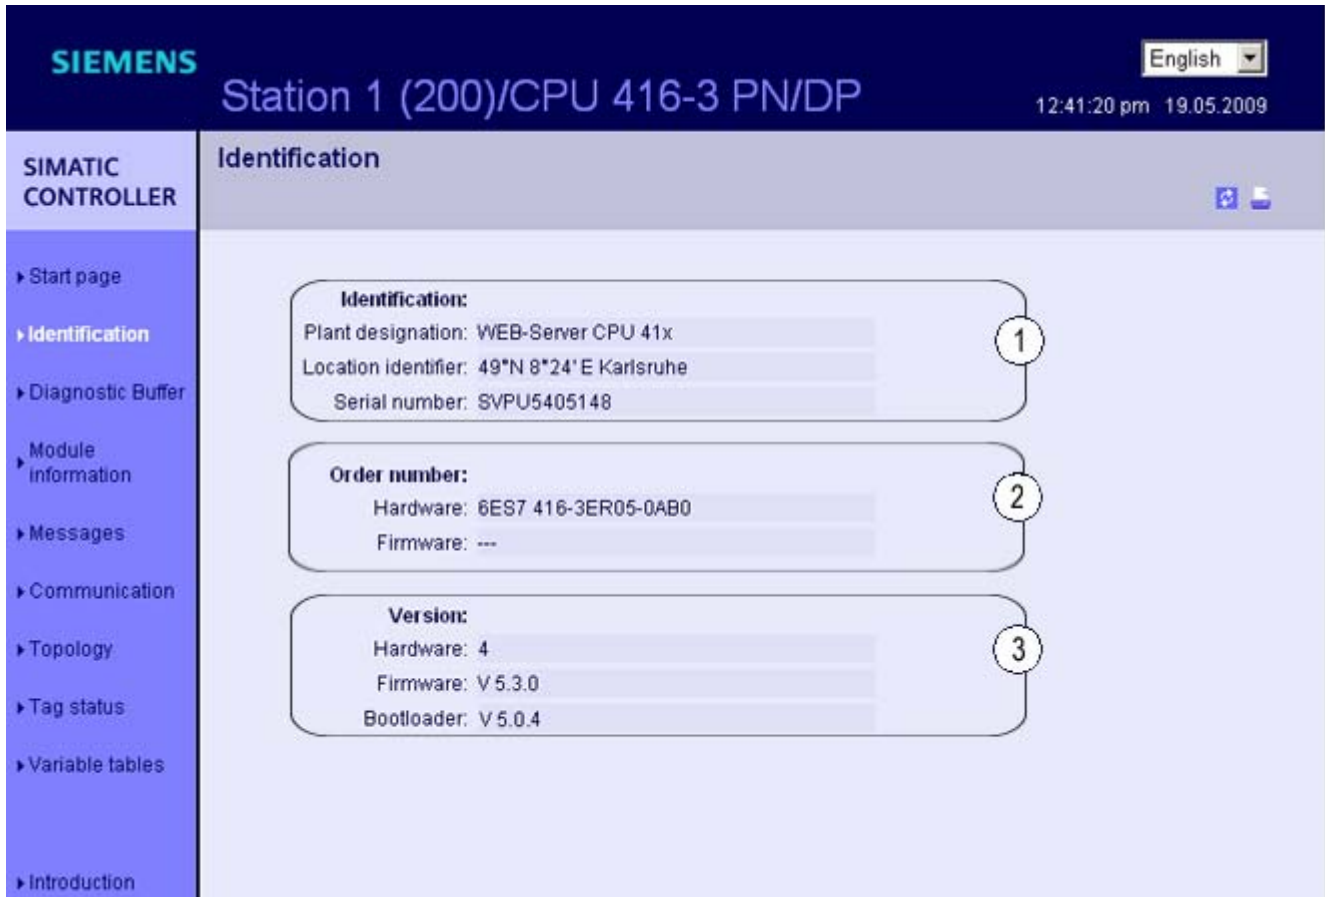 SIEMENS
English
Station 1 (200)/CPU 416-3 PN/DP
12:41:20 pm 19.05.2009
SIMATIC
CONTROLLER
Identification
Start page
Identification
Diagnostic Buffer
Module
information
Messages
Communication
Topology
Tag status
Variable tables
Introduction
Identification:
Plant designation: WEB-Server CPU 41x
Location identifier: 49°N 8°24'E Karlsruhe
Serial number: SVPU5405148
1
Order number:
Hardware: 6ES7 416-3ER05-0AB0
Firmware: ---
2
Version:
Hardware: 4
Firmware: V 5.3.0
Bootloader: V 5.0.4
3